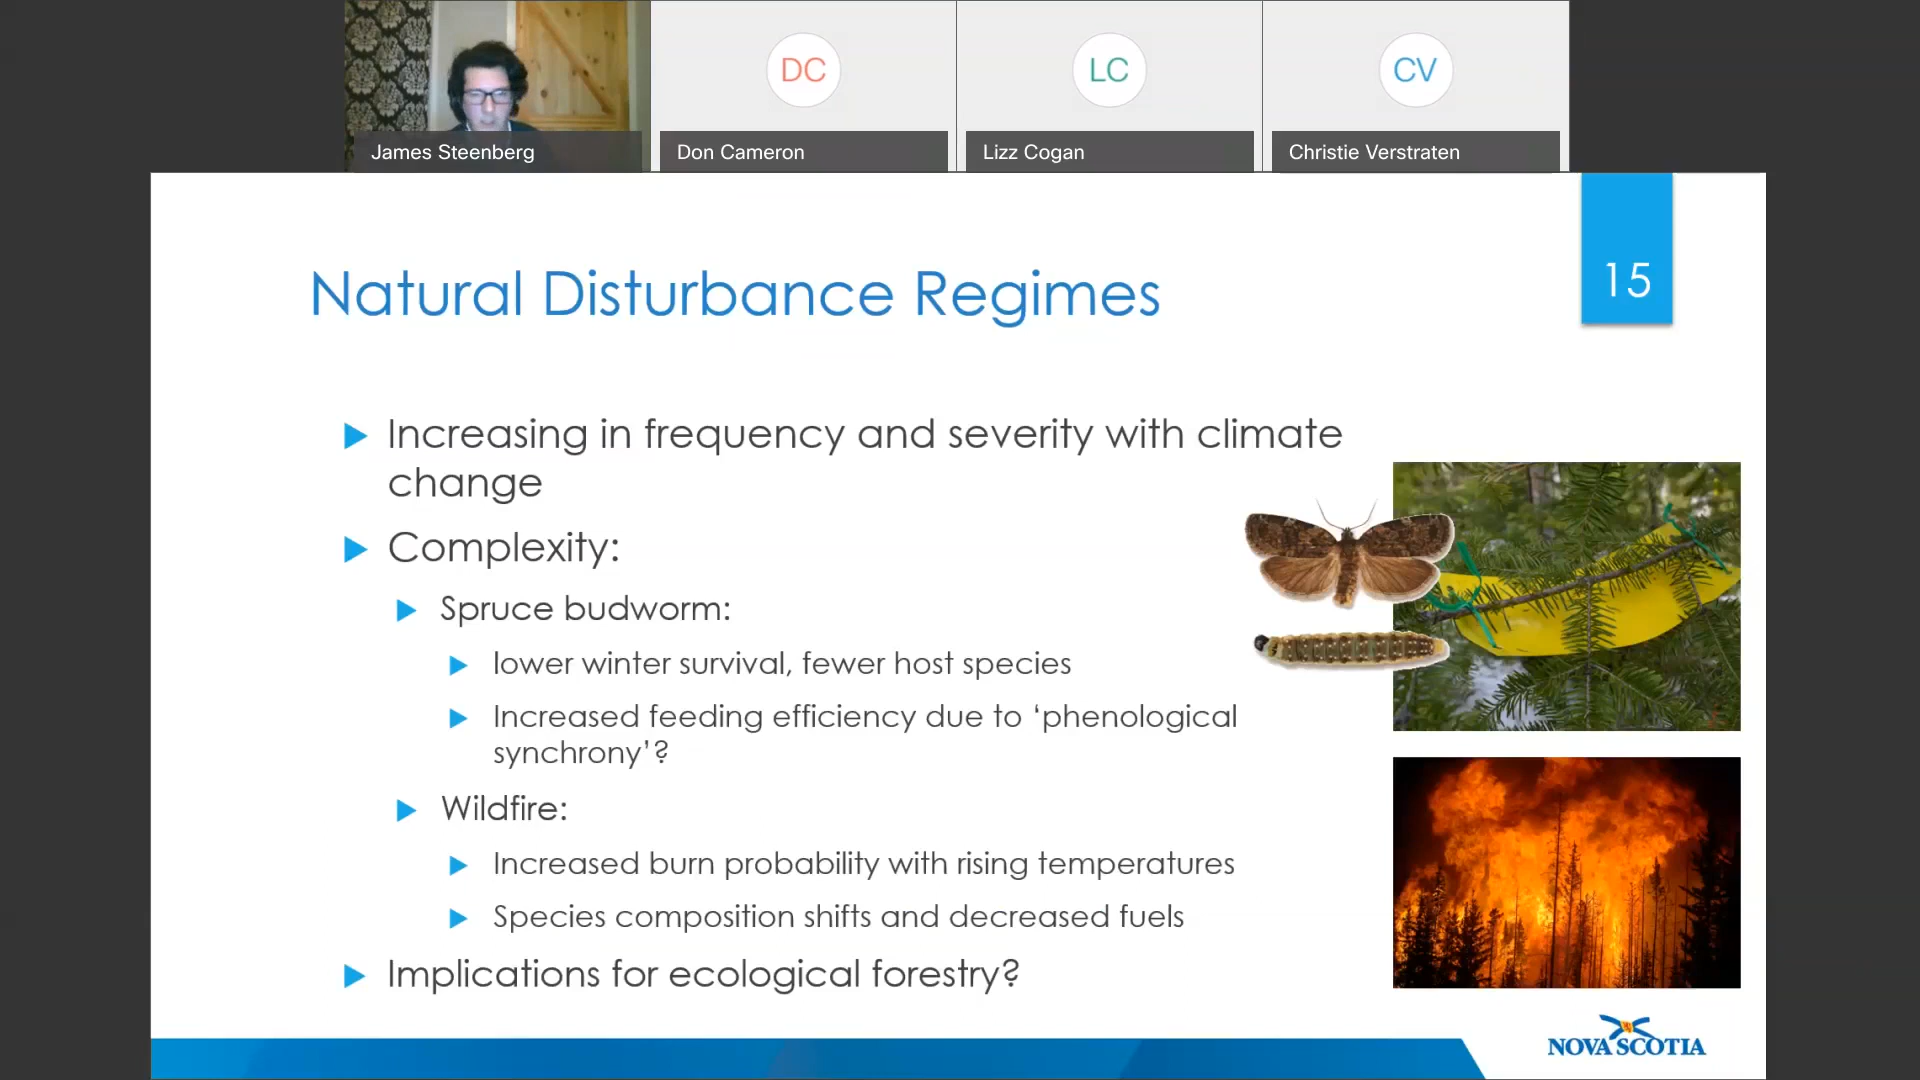 DC
LC
CV
James Steenberg
Don Cameron
Lizz Cogan
Christie Verstraten
15
Natural Disturbance Regimes
Increasing in frequency and severity with climate
change
Complexity:
Spruce budworm:
lower winter survival, fewer host species
Increased feeding efficiency due to ‘phenological
synchrony’?
Wildfire:
Increased burn probability with rising temperatures
Species composition shifts and decreased fuels
Implications for ecological forestry?
NOVA SCOTIA